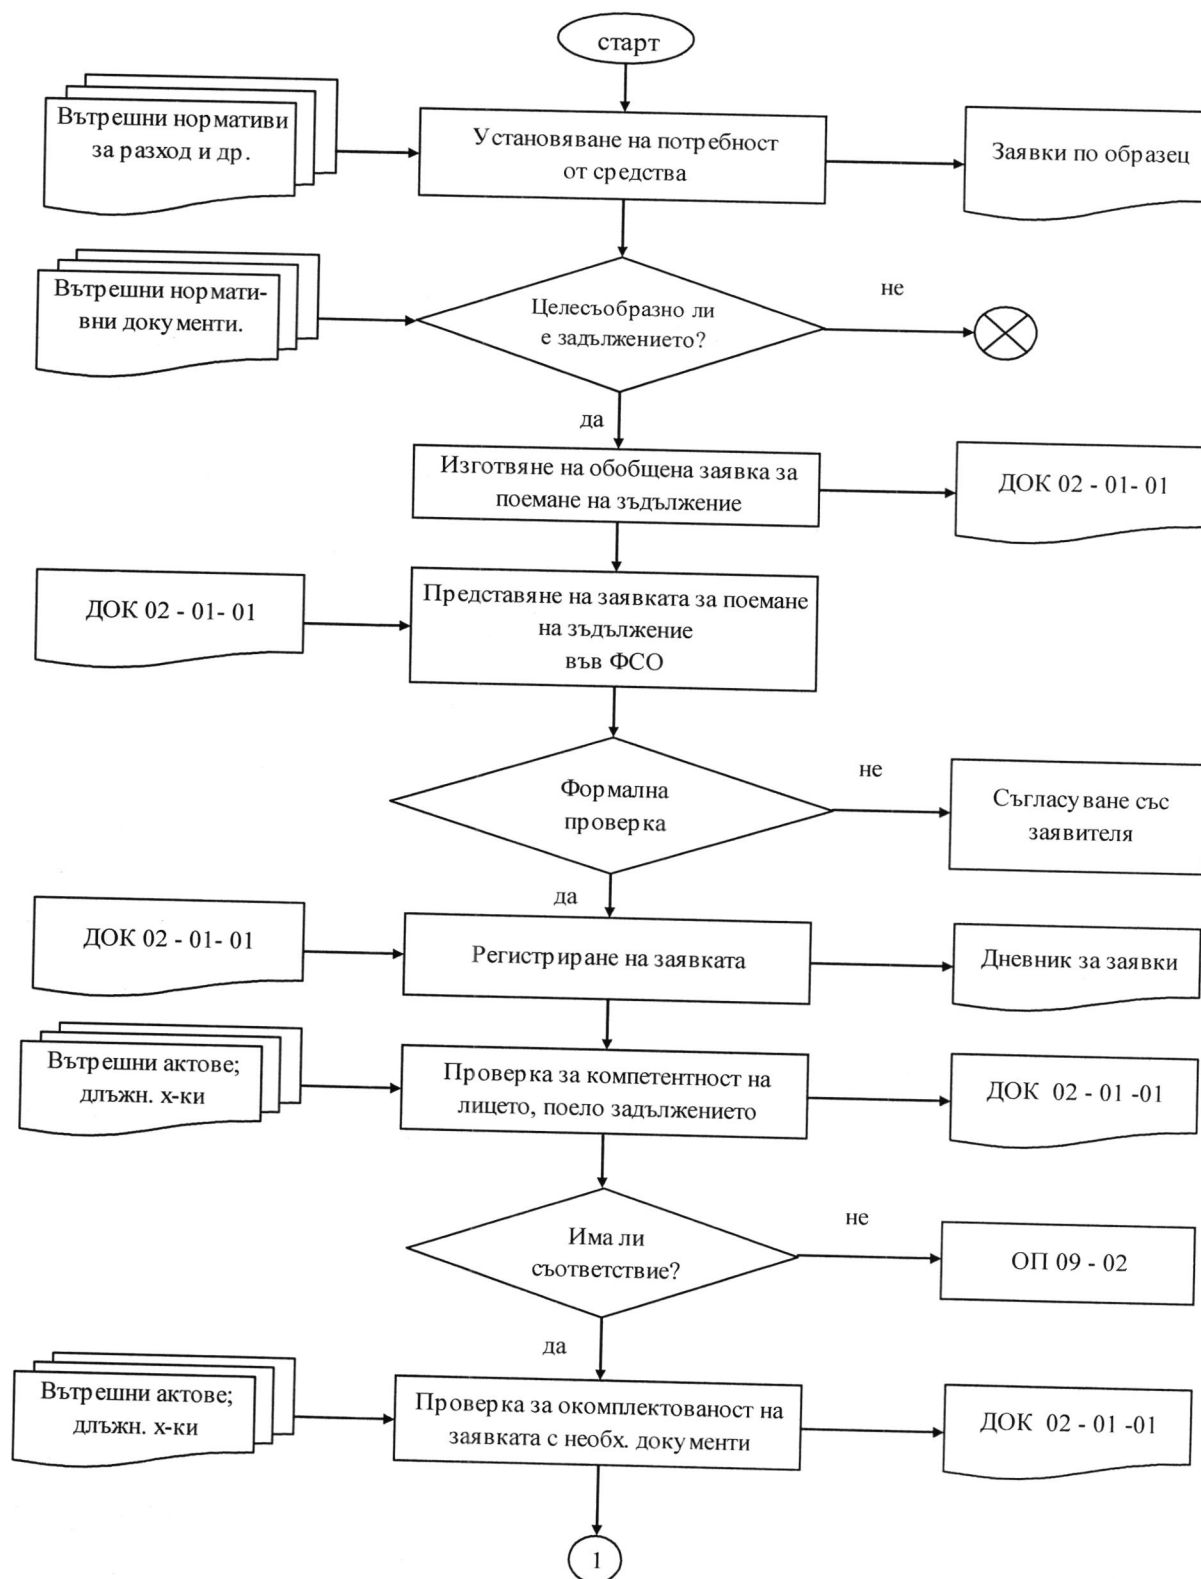 старт
Вътрешни нормативи
за разход и др.
Установяване на потребност
от средства
Заявки по образец
Вътрешни нормати-
вни документи.
Целесъобразно ли
е задължението?
не
да
Изготвяне на обобщена заявка за
поемане на зъдължение
ДОК 02 - 01- 01
ДОК 02 - 01- 01
Представяне на заявката за поемане
на зъдължение
във ФСО
Формална
проверка
не
Съгласуване със
заявителя
да
ДОК 02 - 01- 01
Регистриране на заявката
Дневник за заявки
Вътрешни актове;
длъжн. х-ки
Проверка за компетентност на
лицето, поело задължението
ДОК 02 - 01 -01
Има ли
съответствие?
не
ОП 09 - 02
да
Вътрешни актове;
длъжн. х-ки
Проверка за окомплектованост на
заявката с необх. документи
ДОК 02 - 01 -01
1